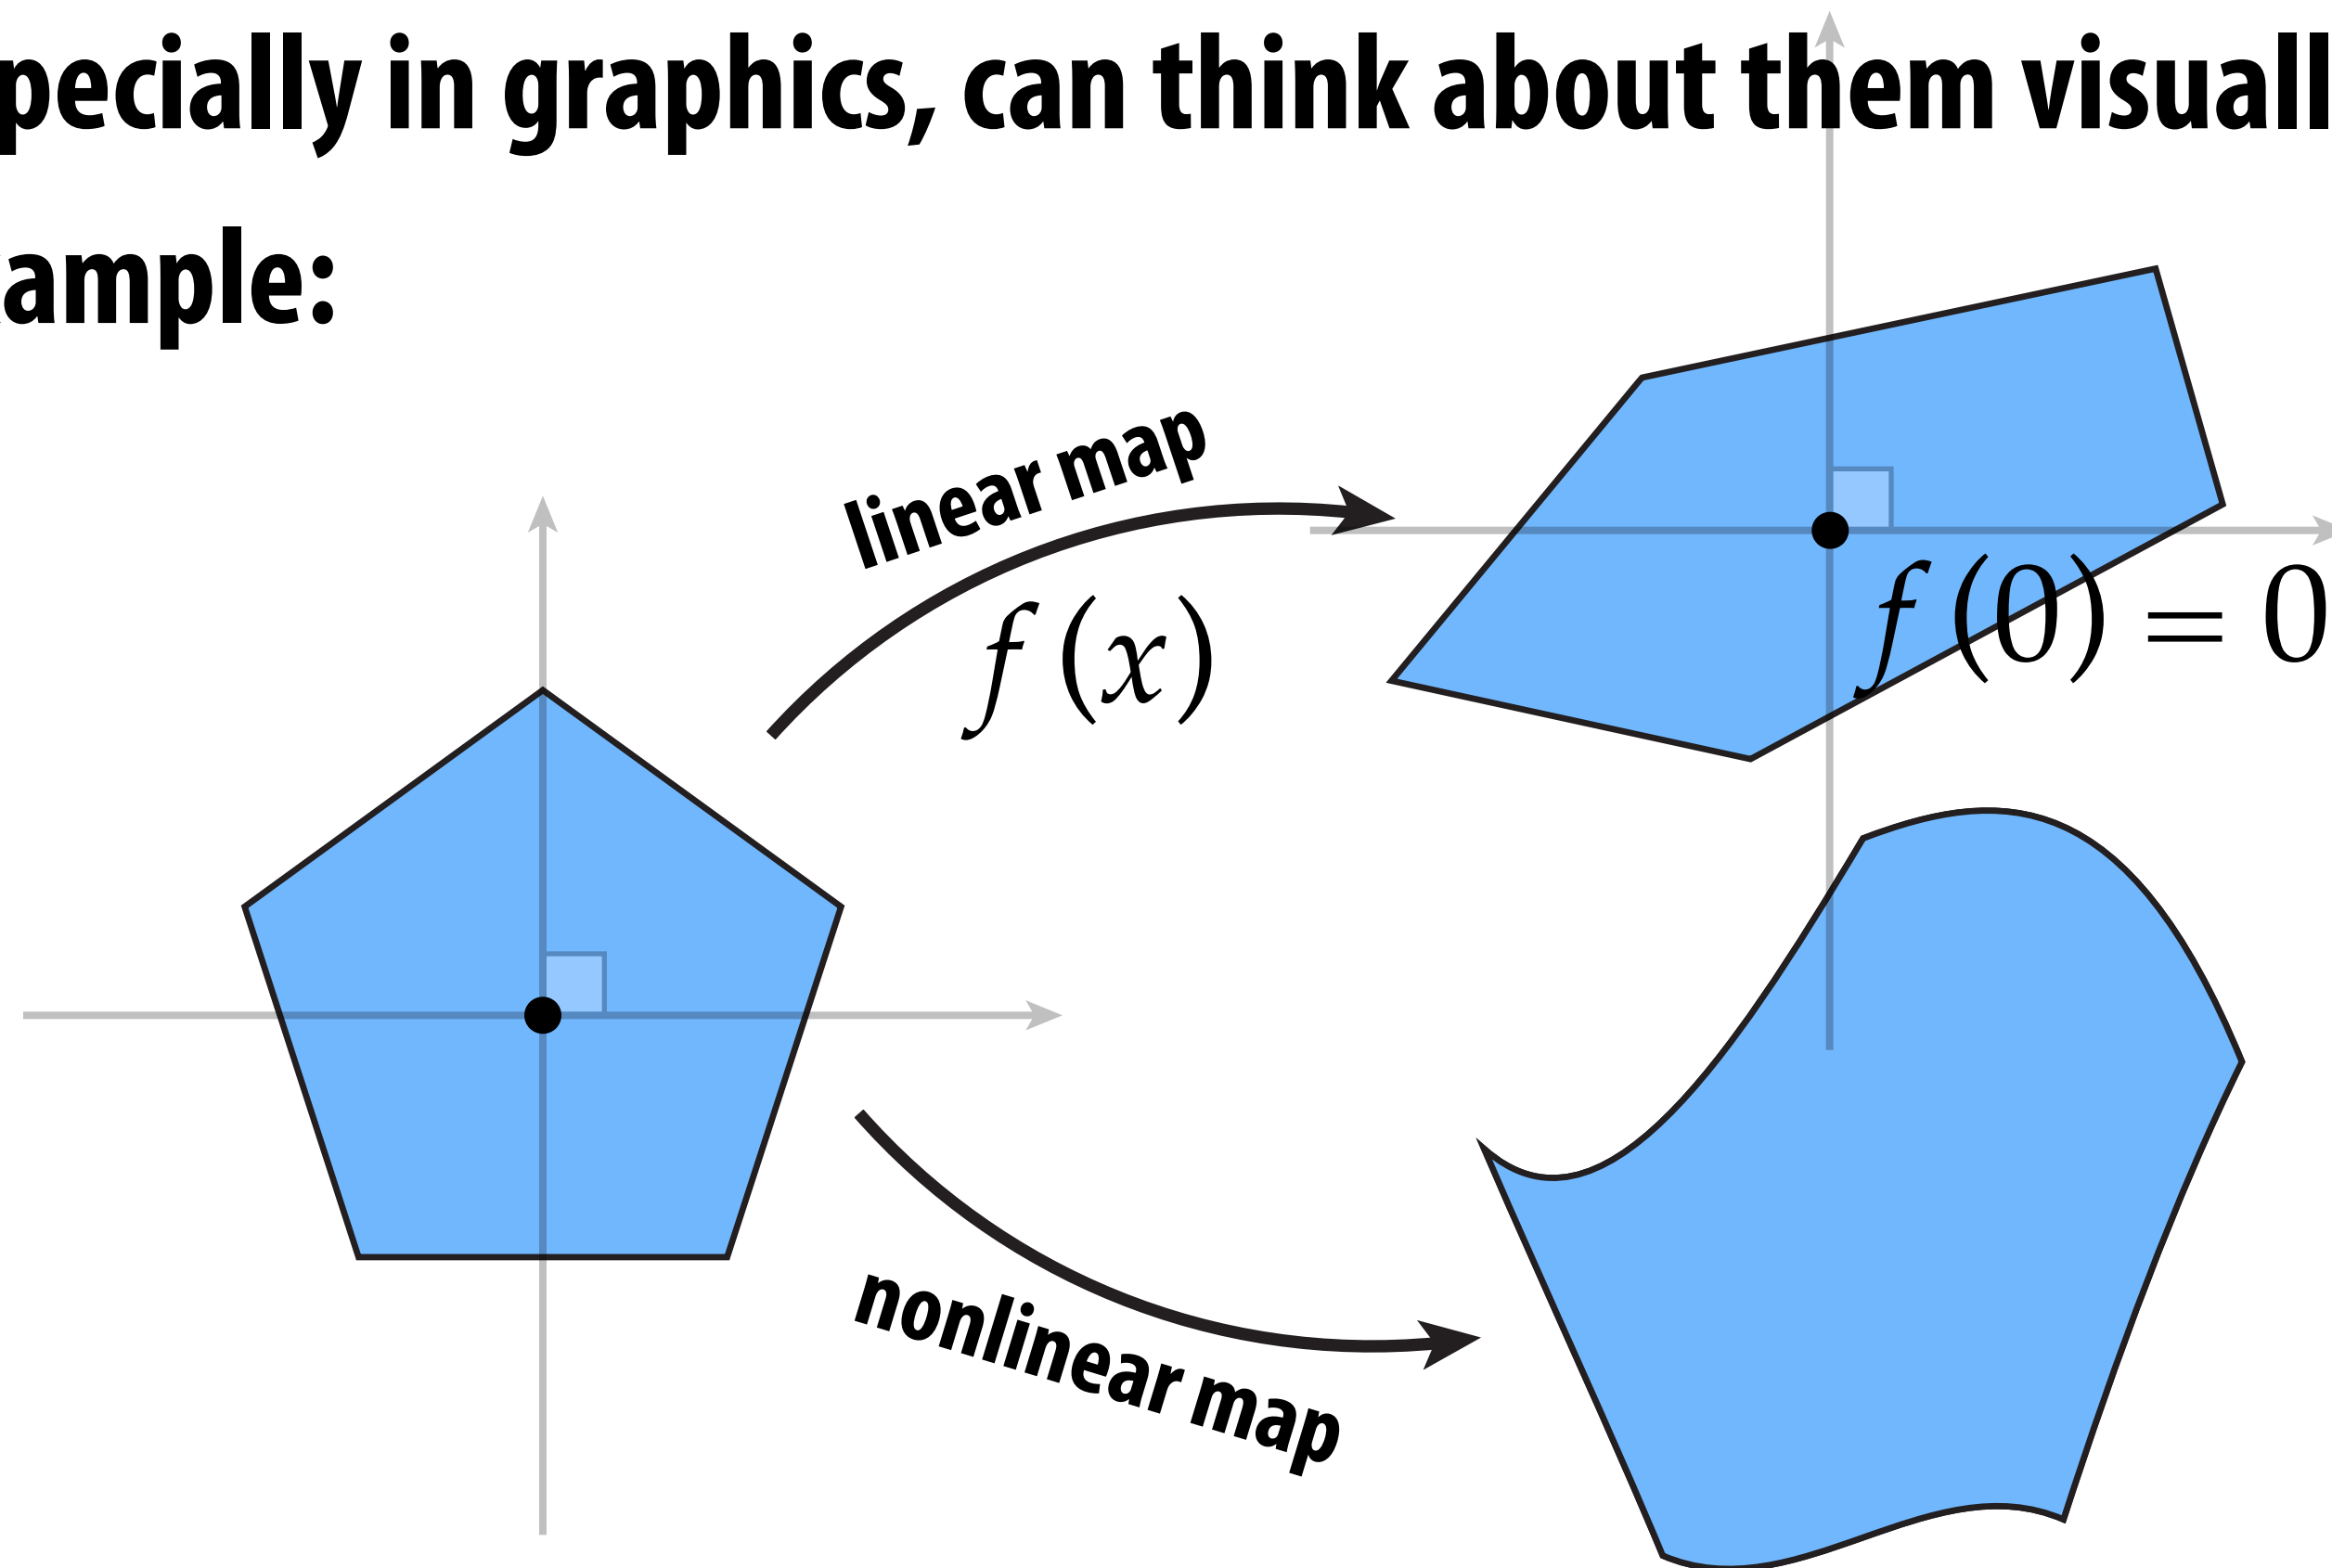 pecially in graphics, can think about them visuall
ample:
linear map
f(x)
f(0) = 0
nonlinear map